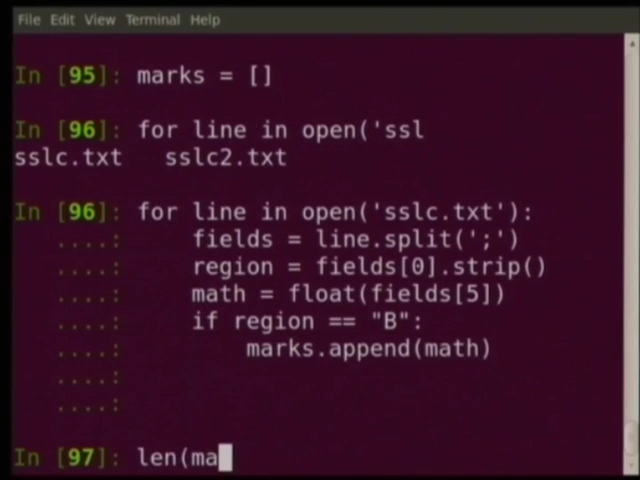 File Edit View Terminal Help
In [95]: marks = []
In [96]: for line in open('ssl
sslc.txt   sslc2.txt
In [96]: for line in open('sslc.txt'):
   ....:     fields = line.split(';')
   ....:     region = fields[0].strip()
   ....:     math = float(fields[5])
   ....:     if region == "B":
   ....:         marks.append(math)
   ....:
   ....:
In [97]: len(ma